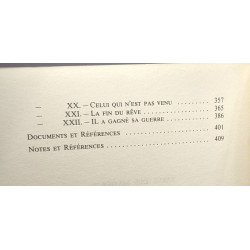 — XX. – Celui qui n'est pas venu . . . . . . . . 357
— XXI. – La fin du rêve . . . . . . . . . . . . . . . . 365
— XXII. – Il a gagné sa guerre . . . . . . . . . . . 386
Documents et Références . . . . . . . . . . . . . . . . . . 401
Notes et Références . . . . . . . . . . . . . . . . . . . . . . 409